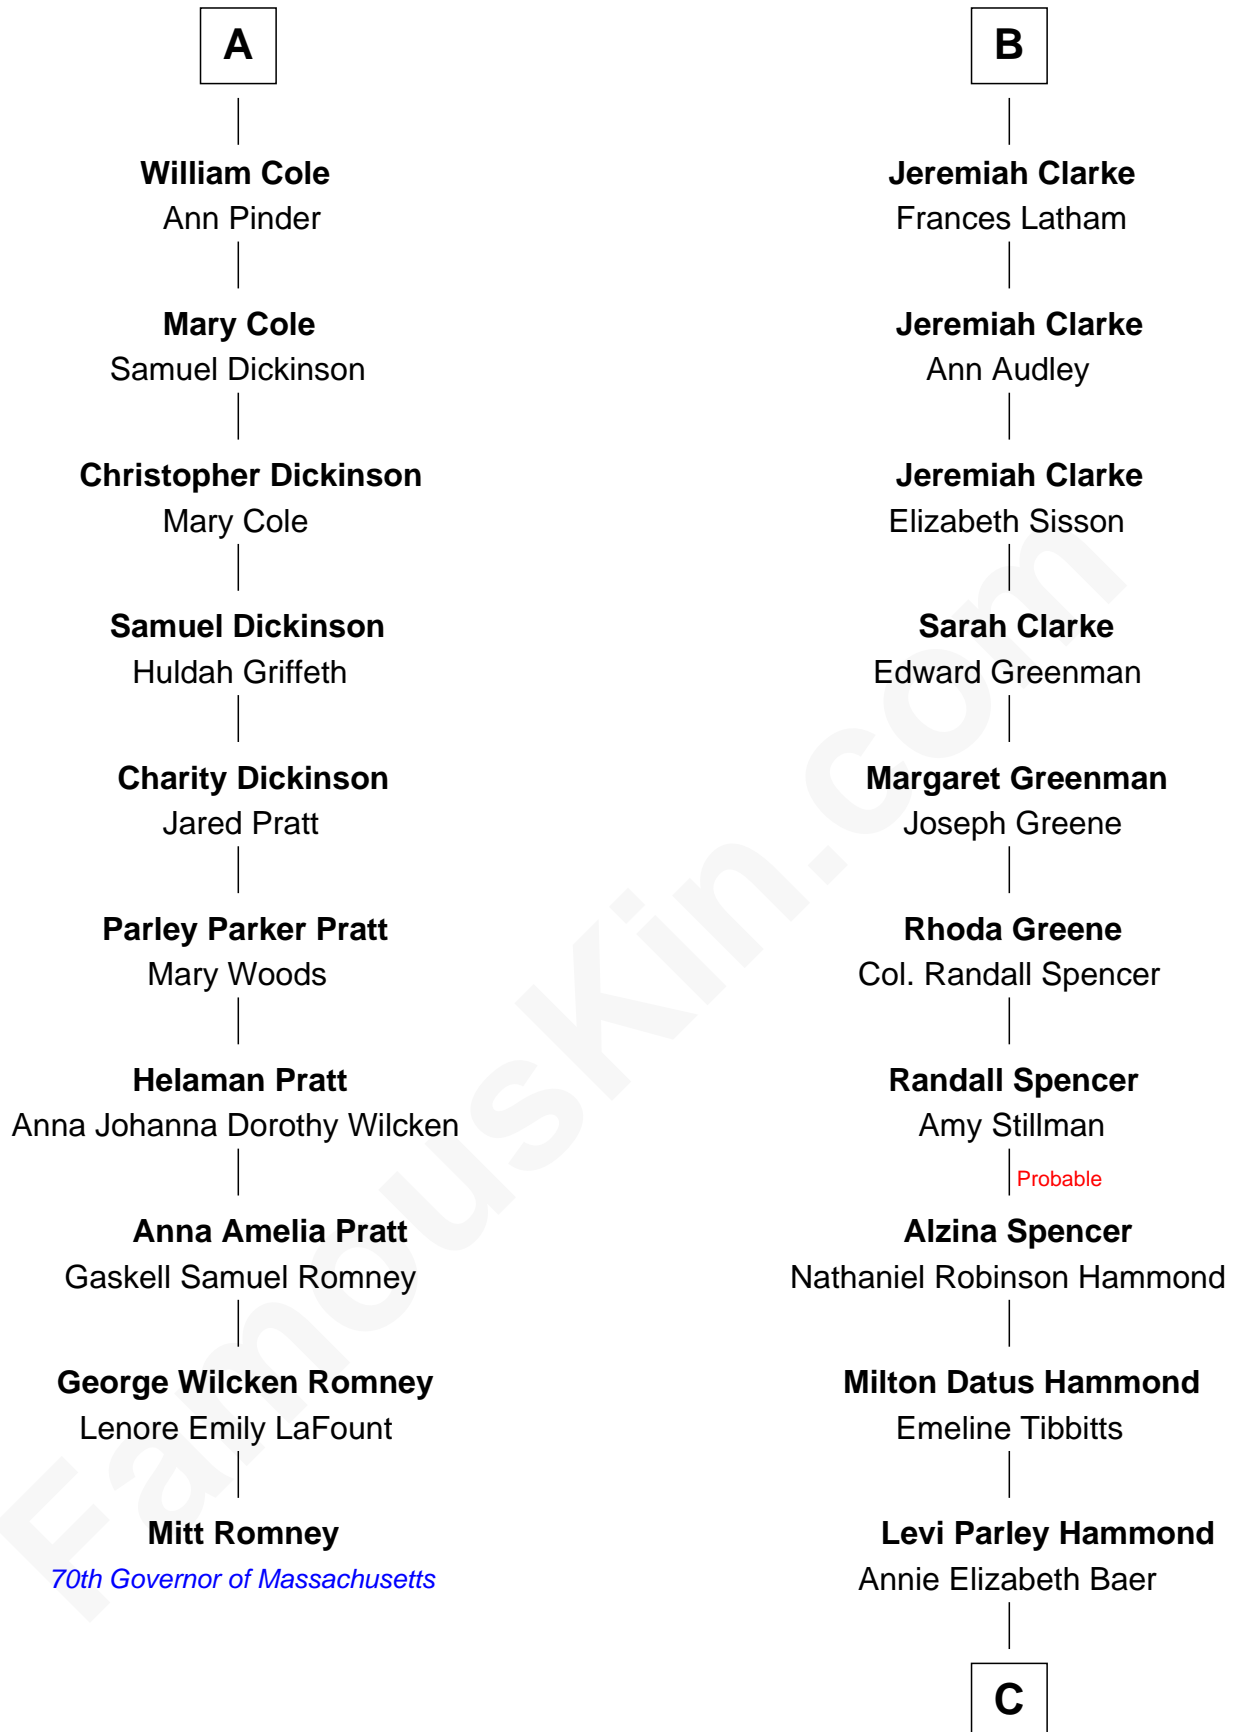 A
William Cole
Ann Pinder
Mary Cole
Samuel Dickinson
Christopher Dickinson
Mary Cole
Samuel Dickinson
Huldah Griffeth
Charity Dickinson
Jared Pratt
Parley Parker Pratt
Mary Woods
Helaman Pratt
Anna Johanna Dorothy Wilcken
Anna Amelia Pratt
Gaskell Samuel Romney
George Wilcken Romney
Lenore Emily LaFount
Mitt Romney
70th Governor of Massachusetts
B
Jeremiah Clarke
Frances Latham
Jeremiah Clarke
Ann Audley
Jeremiah Clarke
Elizabeth Sisson
Sarah Clarke
Edward Greenman
Margaret Greenman
Joseph Greene
Rhoda Greene
Col. Randall Spencer
Randall Spencer
Amy Stillman
Probable
Alzina Spencer
Nathaniel Robinson Hammond
Milton Datus Hammond
Emeline Tibbitts
Levi Parley Hammond
Annie Elizabeth Baer
C
FamousKin.com